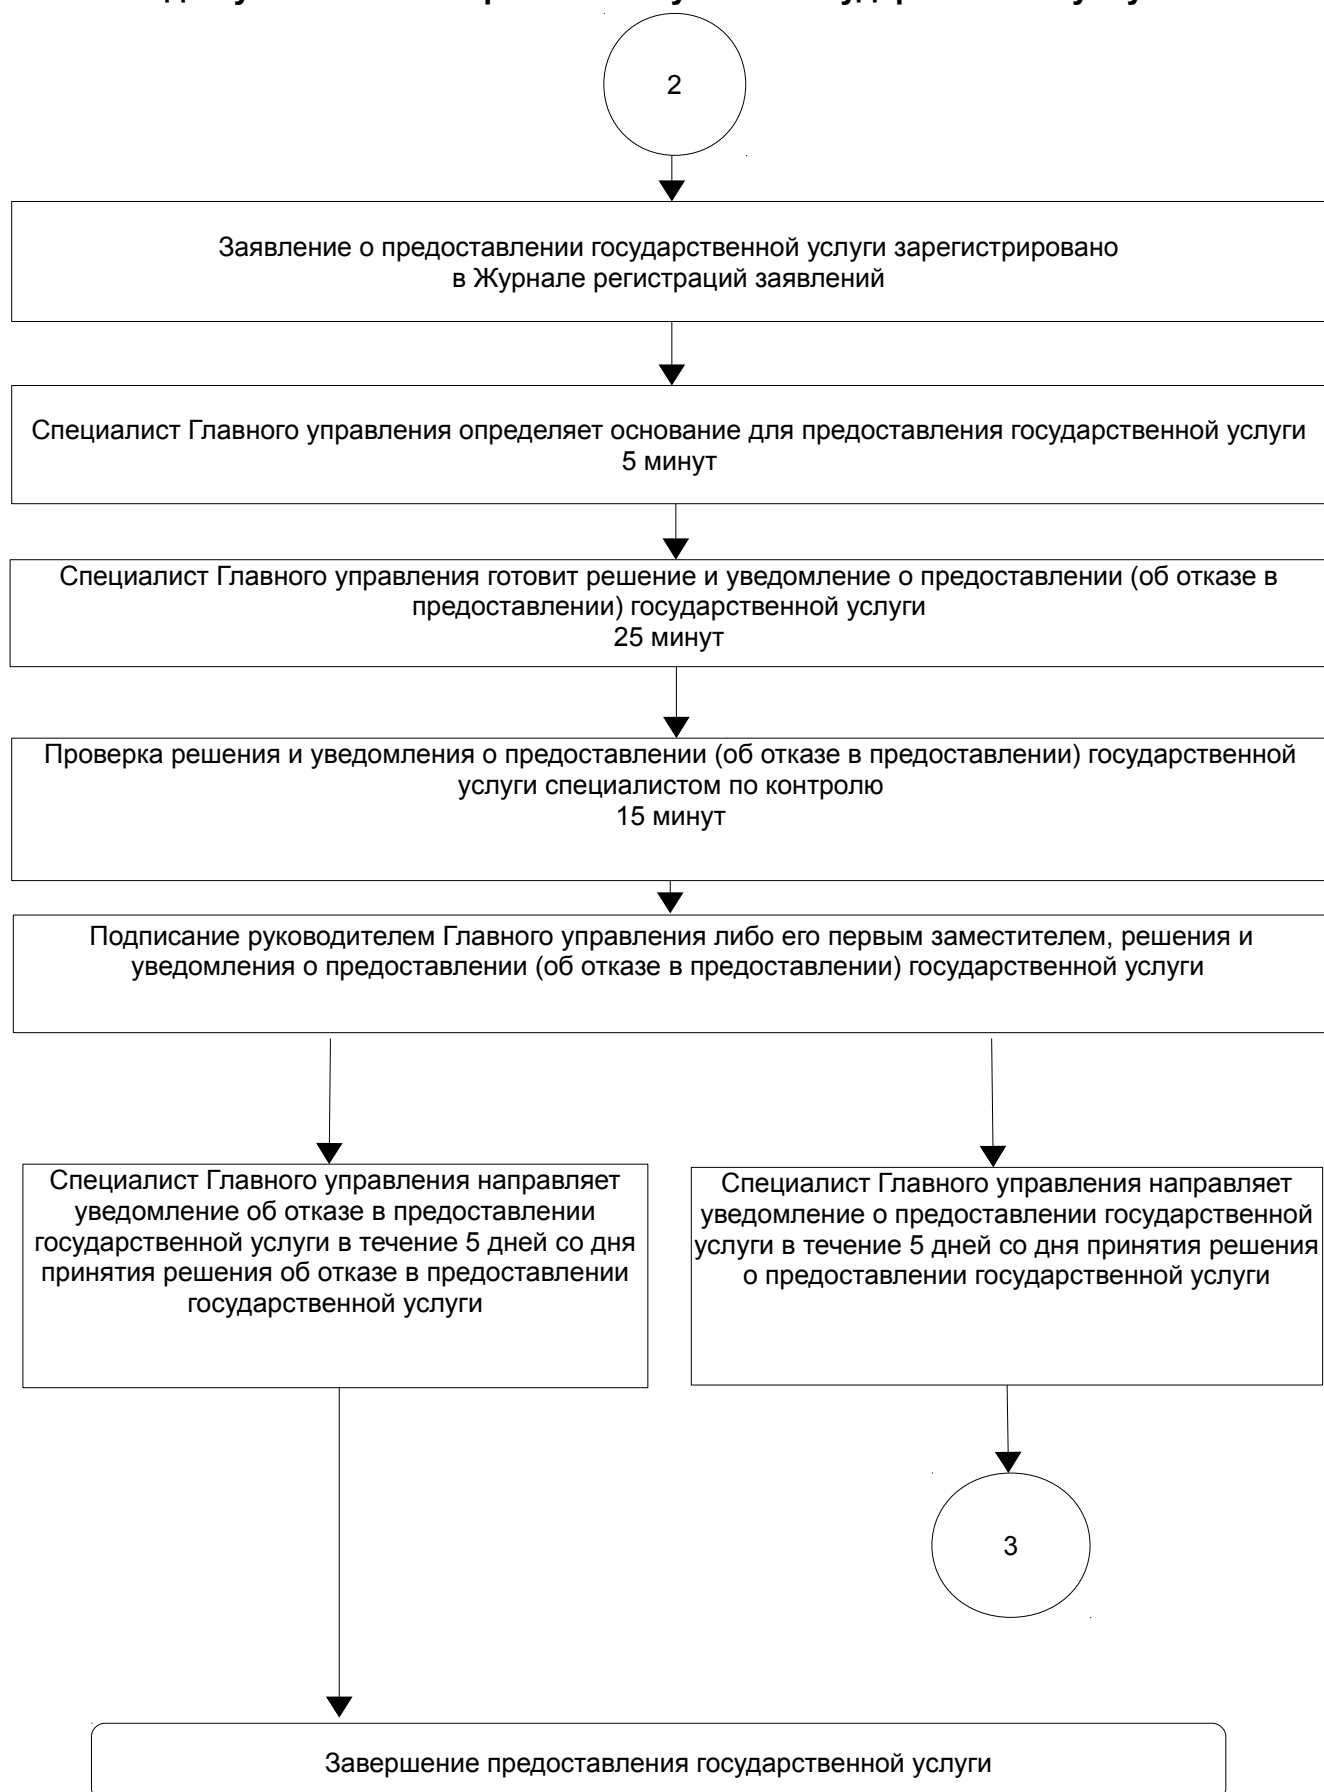 2
Заявление о предоставлении государственной услуги зарегистрировано
в Журнале регистраций заявлений
Специалист Главного управления определяет основание для предоставления государственной услуги
5 минут
Специалист Главного управления готовит решение и уведомление о предоставлении (об отказе в
предоставлении) государственной услуги
25 минут
Проверка решения и уведомления о предоставлении (об отказе в предоставлении) государственной
услуги специалистом по контролю
15 минут
Подписание руководителем Главного управления либо его первым заместителем, решения и
уведомления о предоставлении (об отказе в предоставлении) государственной услуги
Специалист Главного управления направляет
уведомление об отказе в предоставлении
государственной услуги в течение 5 дней со дня
принятия решения об отказе в предоставлении
государственной услуги
Специалист Главного управления направляет
уведомление о предоставлении государственной
услуги в течение 5 дней со дня принятия решения
о предоставлении государственной услуги
3
Завершение предоставления государственной услуги